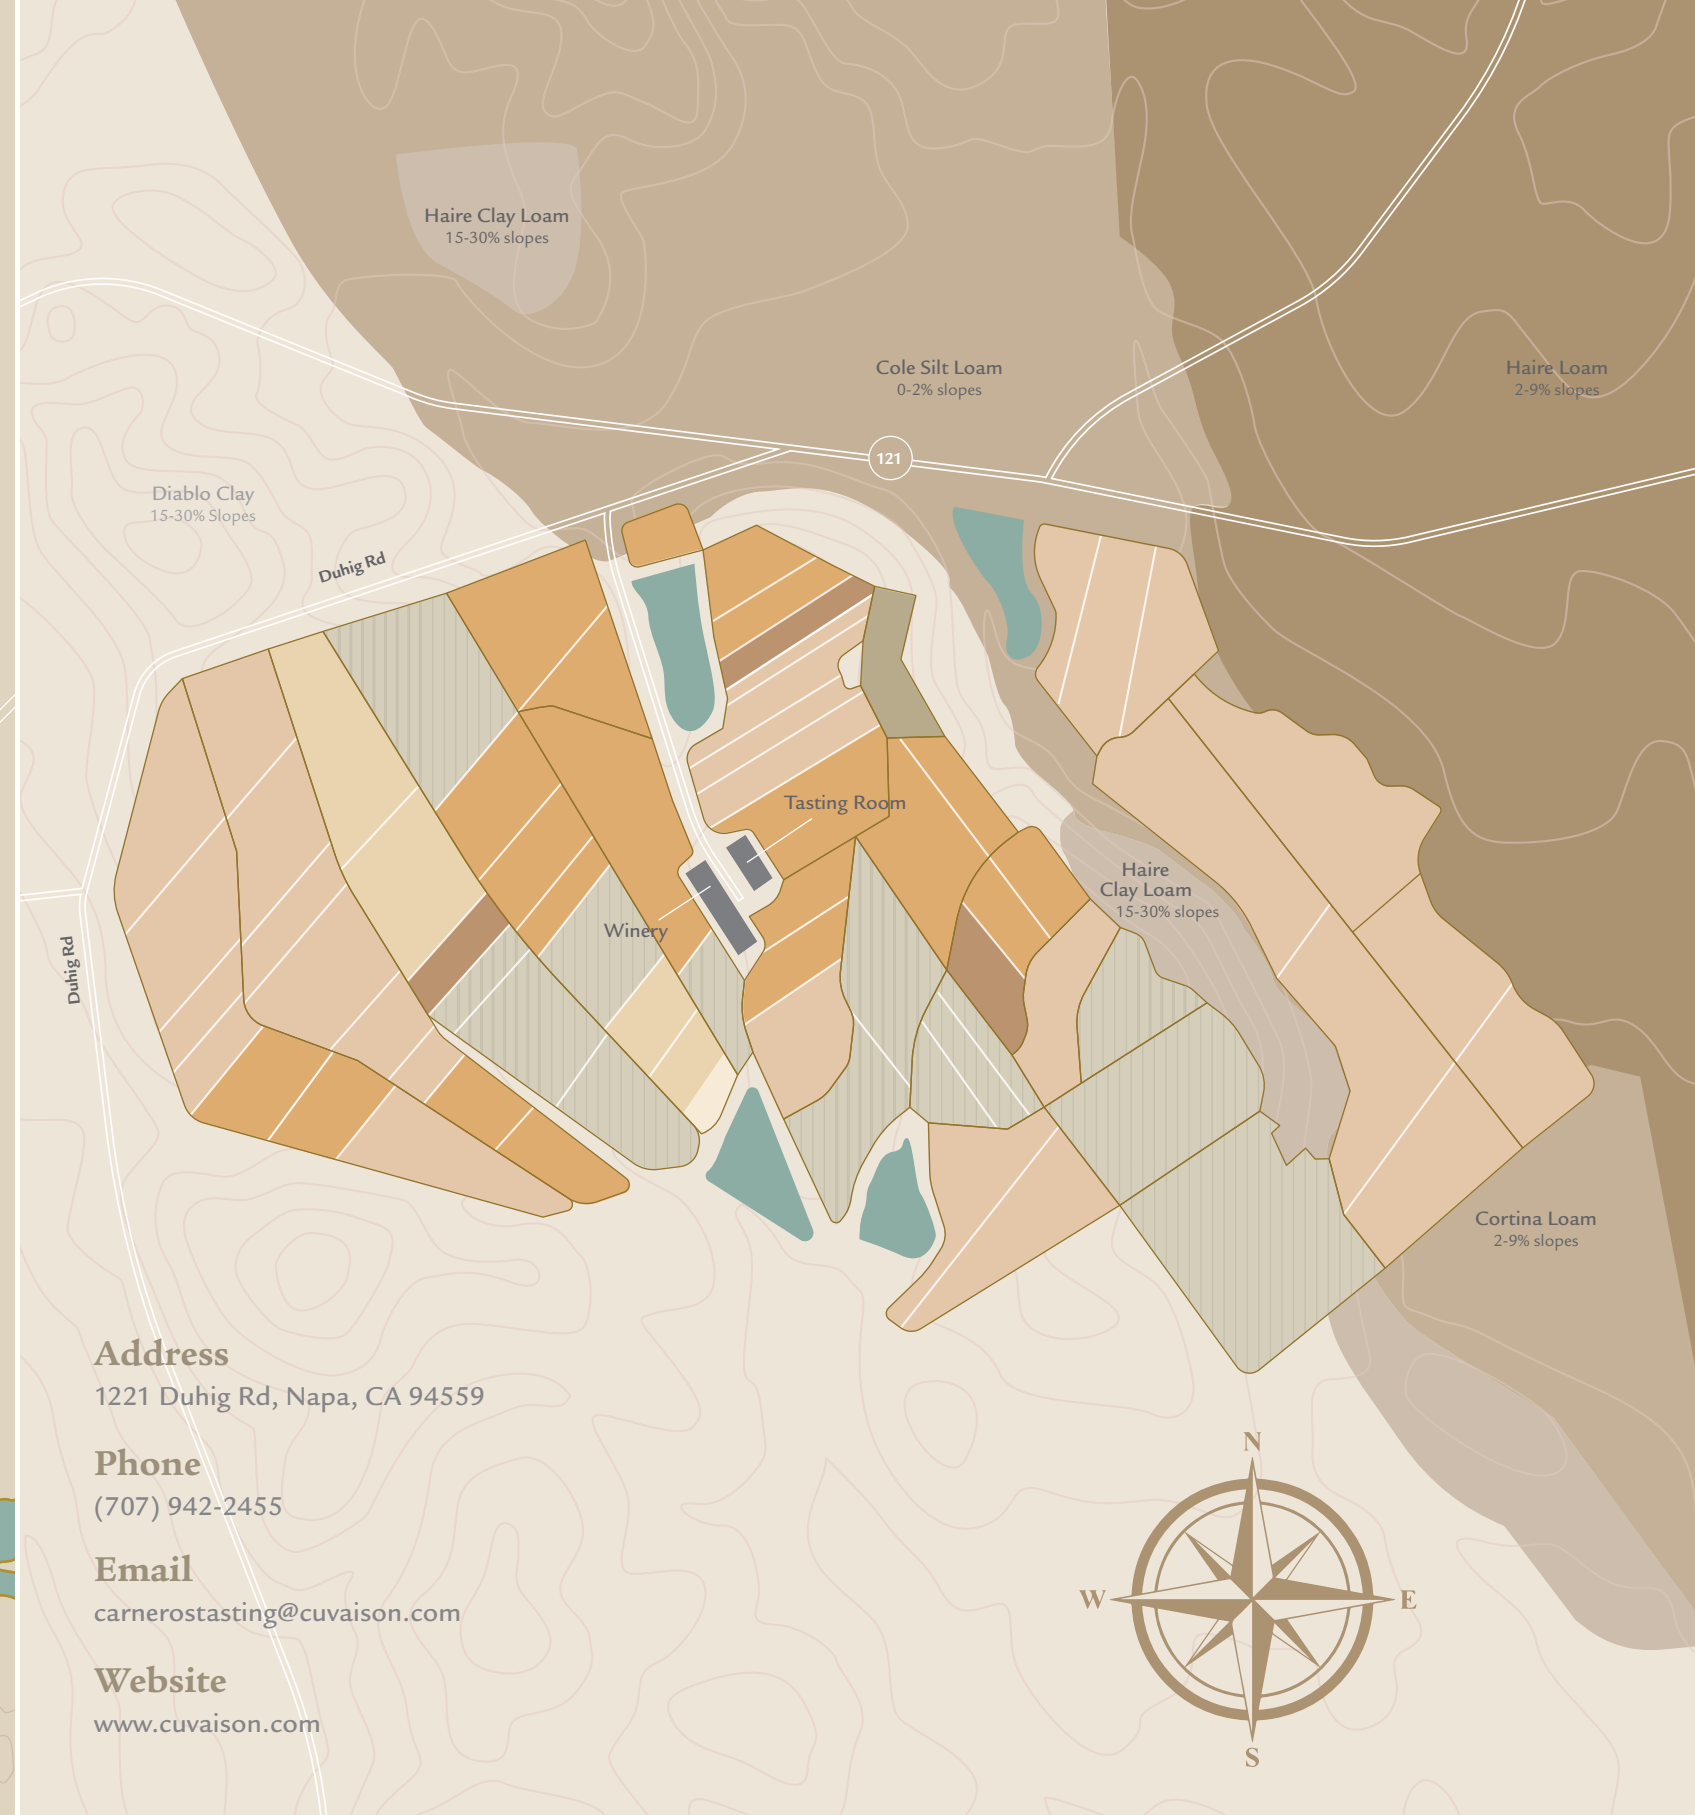 Haire Clay Loam
15-30% slopes
Cole Silt Loam
0-2% slopes
Haire Loam
2-9% slopes
121
Diablo Clay
15-30% Slopes
Duhig Rd
Tasting Room
Haire
Clay Loam
15-30% slopes
Winery
Duhig Rd
Cortina Loam
2-9% slopes
Address
1221 Duhig Rd, Napa, CA 94559
Phone
(707) 942-2455
Email
carnerostasting@cuvaison.com
Website
www.cuvaison.com
N
W
E
S